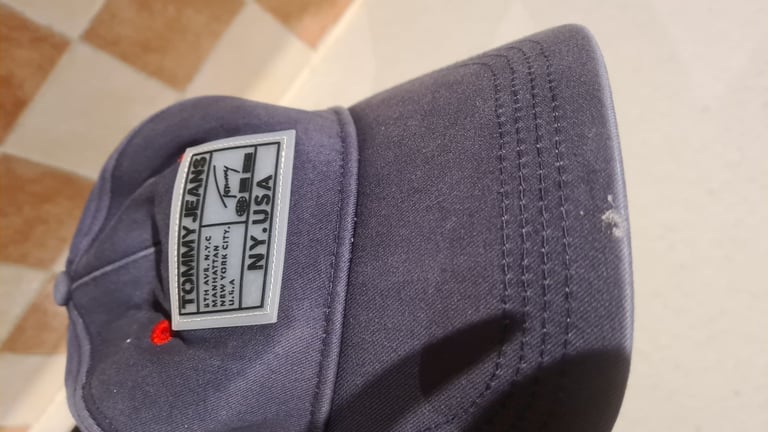 TOMMY JEANS
8TH AVE. N.Y.C
MANHATTAN
NEW YORK CITY.
U.S.A
Tommy
NY.USA